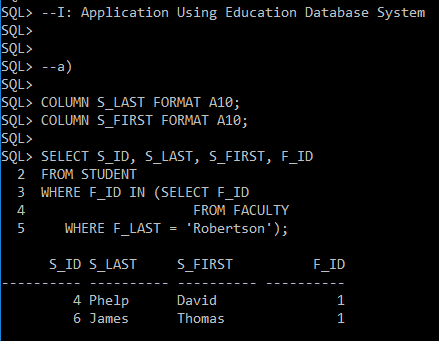 SQL> --I: Application Using Education Database System
SQL>
SQL>
SQL> --a)
SQL>
SQL> COLUMN S_LAST FORMAT A10;
SQL> COLUMN S_FIRST FORMAT A10;
SQL>
SQL> SELECT S_ID, S_LAST, S_FIRST, F_ID
  2  FROM STUDENT
  3  WHERE F_ID IN (SELECT F_ID
  4                      FROM FACULTY
  5     WHERE F_LAST = 'Robertson');

      S_ID S_LAST     S_FIRST          F_ID
---------- ---------- ---------- ----------
         4 Phelp      David               1
         6 James      Thomas              1